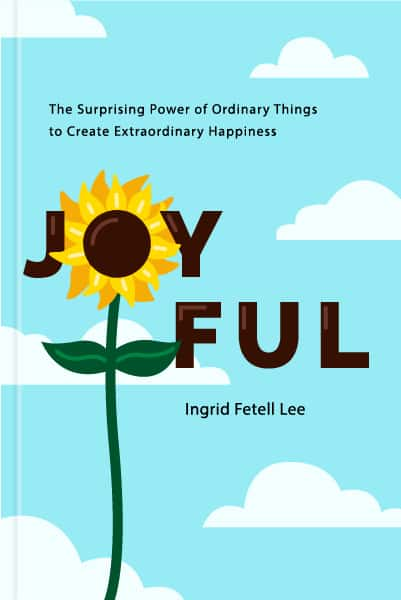 The Surprising Power of Ordinary Things
to Create Extraordinary Happiness
JOY
FUL
Ingrid Fetell Lee